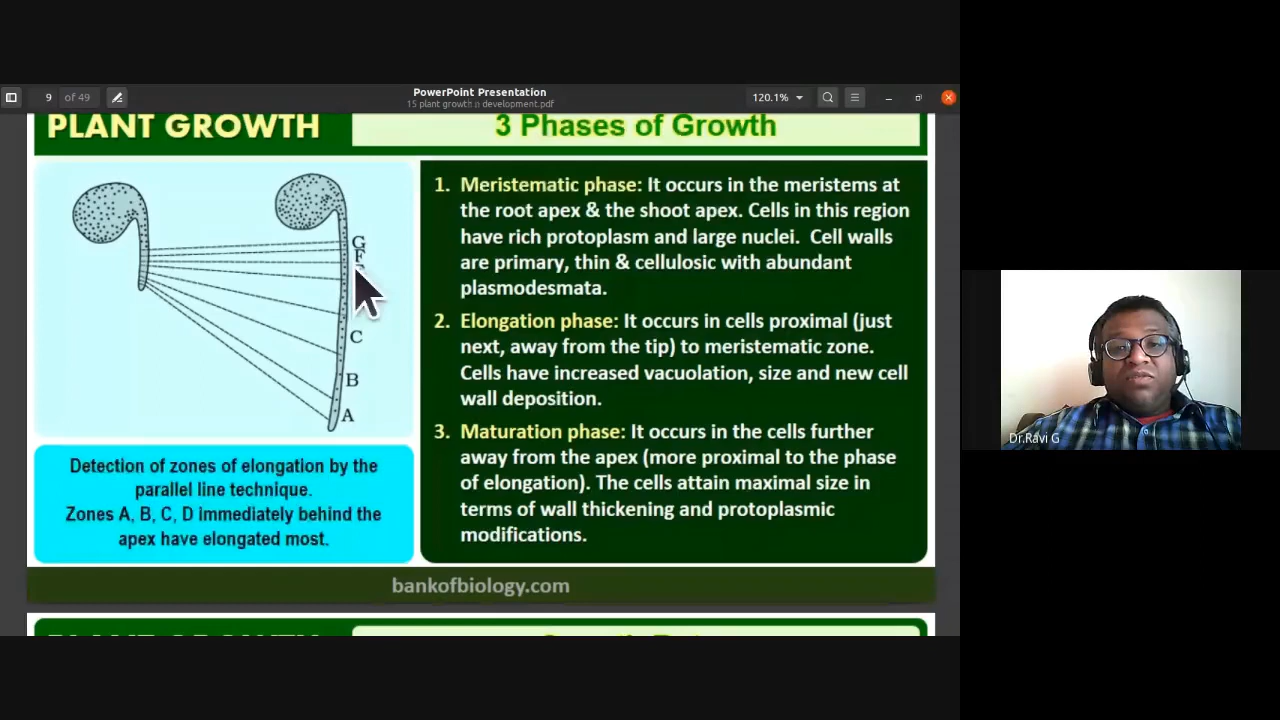 PowerPoint Presentation
9 of 49
15 plant growth n development.pdf
120.1%
PLANT GROWTH
3 Phases of Growth
G
F
C
B
A
Detection of zones of elongation by the
parallel line technique.
Zones A, B, C, D immediately behind the
apex have elongated most.
1. Meristematic phase: It occurs in the meristems at
the root apex & the shoot apex. Cells in this region
have rich protoplasm and large nuclei. Cell walls
are primary, thin & cellulosic with abundant
plasmodesmata.
2. Elongation phase: It occurs in cells proximal (just
next, away from the tip) to meristematic zone.
Cells have increased vacuolation, size and new cell
wall deposition.
3. Maturation phase: It occurs in the cells further
away from the apex (more proximal to the phase
of elongation). The cells attain maximal size in
terms of wall thickening and protoplasmic
modifications.
bankofbiology.com
Dr.Ravi G